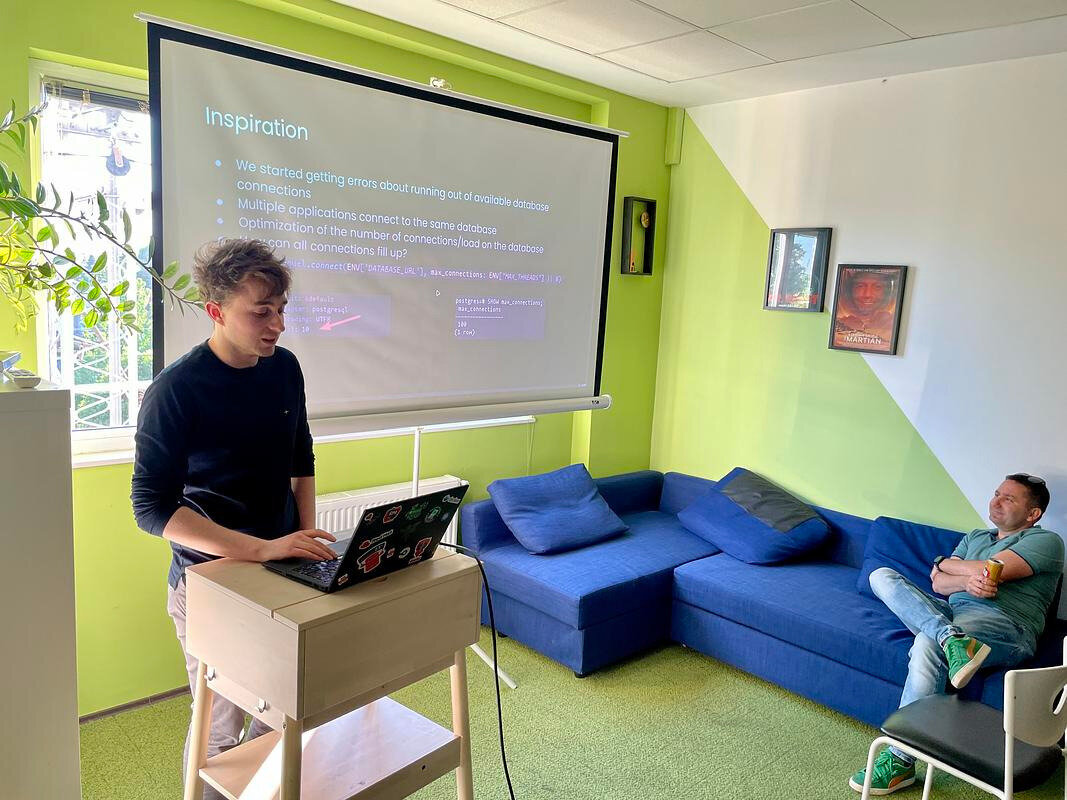 Inspiration
We started getting errors about running out of available database
connections
Multiple applications connect to the same database
Optimization of the number of connections/load on the database
can all connections fill up?
.connect(ENV['DATABASE_URL'], max_connections: ENV["MAX_THREADS"] ||
postgres=# SHOW max_connections;
max_connections
100
(1 row)
default
postgresql
UTF8
10
THE MARTIAN